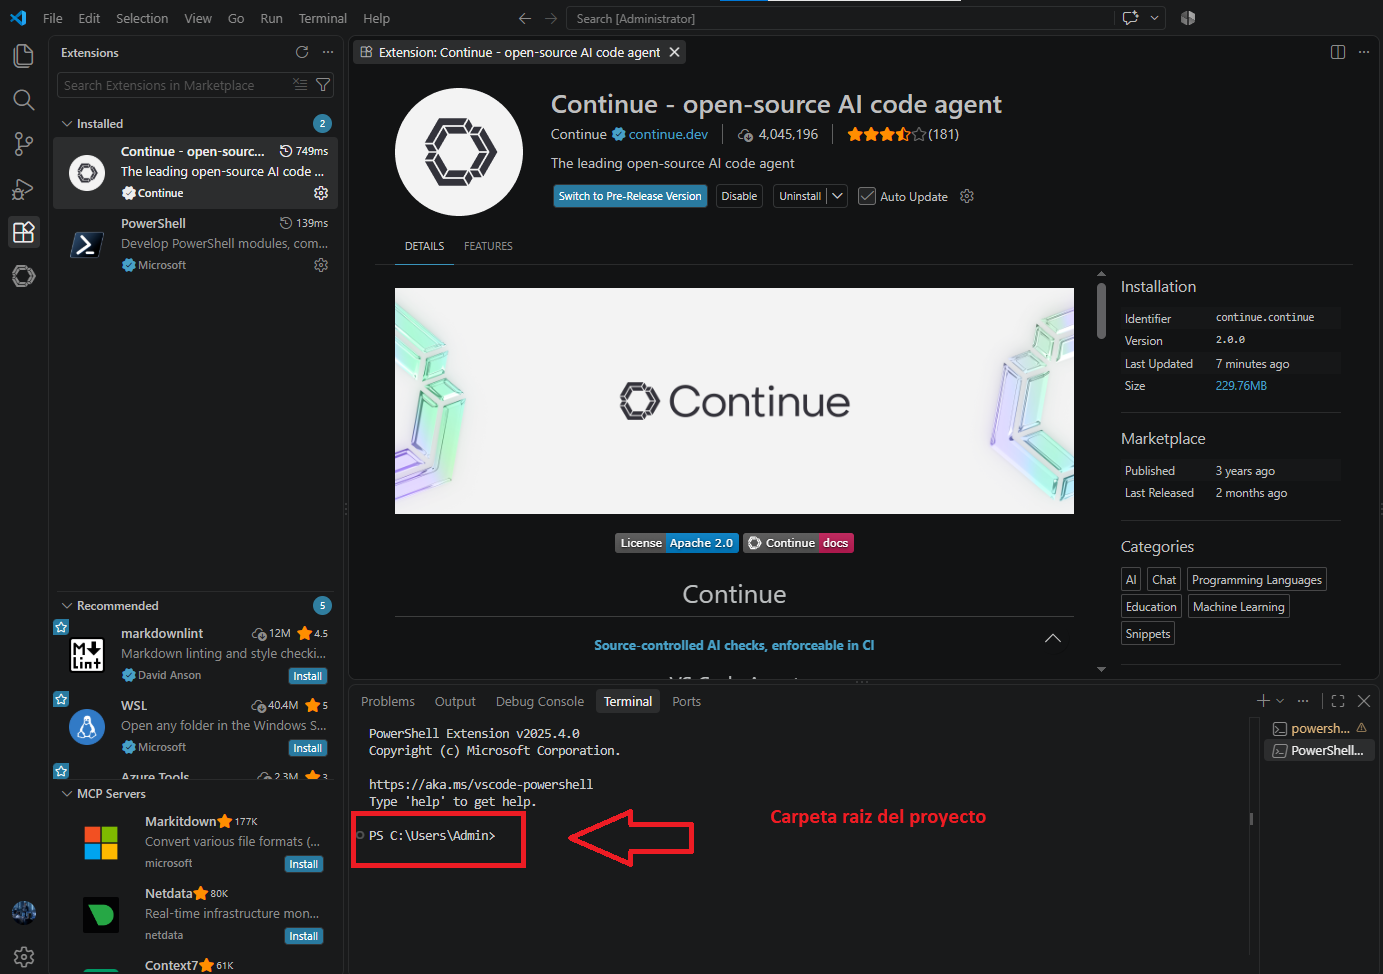 File Edit Selection View Go Run Terminal Help
Search [Administrator]
Extensions
Search Extensions in Marketplace
Installed 2
Continue - open-sourc... 749ms
The leading open-source AI code ...
Continue
PowerShell 139ms
Develop PowerShell modules, com...
Microsoft
Recommended 5
markdownlint 12M 4.5
Markdown linting and style checki...
David Anson Install
WSL 40.4M 5
Open any folder in the Windows S...
Microsoft Install
Azure Tools 2.3M 3
MCP Servers
Markitdown 177K
Convert various file formats (...
microsoft Install
Netdata 80K
Real-time infrastructure mon...
netdata Install
Context7 61K
Extension: Continue - open-source AI code agent
Continue - open-source AI code agent
Continue continue.dev 4,045,196 (181)
The leading open-source AI code agent
Switch to Pre-Release Version Disable Uninstall Auto Update
DETAILS FEATURES
Continue
License Apache 2.0 Continue docs
Continue
Source-controlled AI checks, enforceable in CI
Installation
Identifier continue.continue
Version 2.0.0
Last Updated 7 minutes ago
Size 229.76MB
Marketplace
Published 3 years ago
Last Released 2 months ago
Categories
AI Chat Programming Languages
Education Machine Learning
Snippets
Problems Output Debug Console Terminal Ports
PowerShell Extension v2025.4.0
Copyright (c) Microsoft Corporation.
https://aka.ms/vscode-powershell
Type 'help' to get help.
PS C:\Users\Admin>
Carpeta raiz del proyecto
powersh...
PowerShell...